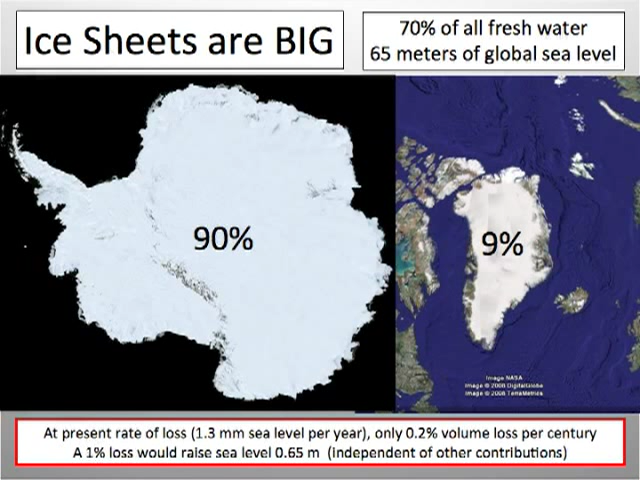 Ice Sheets are BIG
70% of all fresh water
65 meters of global sea level
90%
9%
Image NASA
Image © 2008 DigitalGlobe
Image © 2008 TerraMetrics
At present rate of loss (1.3 mm sea level per year), only 0.2% volume loss per century
A 1% loss would raise sea level 0.65 m (independent of other contributions)